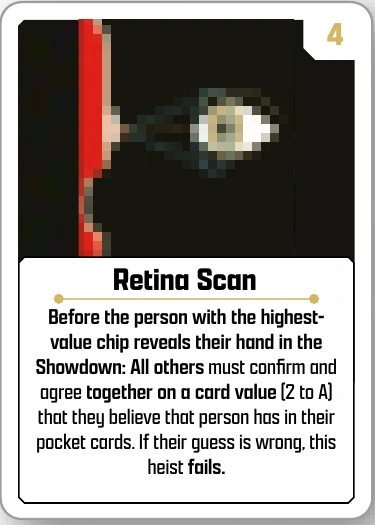 4
Retina Scan
Before the person with the highest-
value chip reveals their hand in the
Showdown: All others must confirm and
agree together on a card value (2 to A)
that they believe that person has in their
pocket cards. If their guess is wrong, this
heist fails.